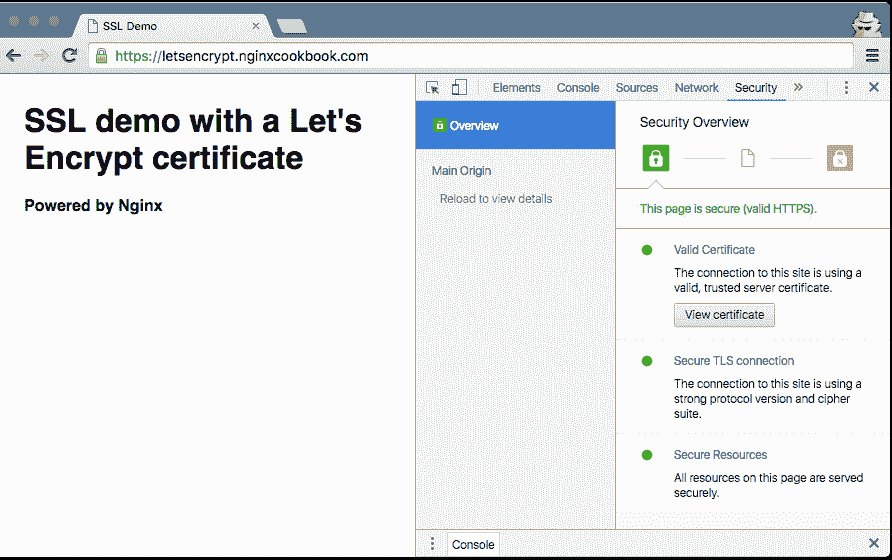 SSL Demo
https://letsencrypt.nginxcookbook.com
Elements Console Sources Network Security
SSL demo with a Let's
Encrypt certificate
Powered by Nginx
Overview
Main Origin
Reload to view details
Security Overview
This page is secure (valid HTTPS).
Valid Certificate
The connection to this site is using a
valid, trusted server certificate.
View certificate
Secure TLS connection
The connection to this site is using a
strong protocol version and cipher
suite.
Secure Resources
All resources on this page are served
securely.
Console